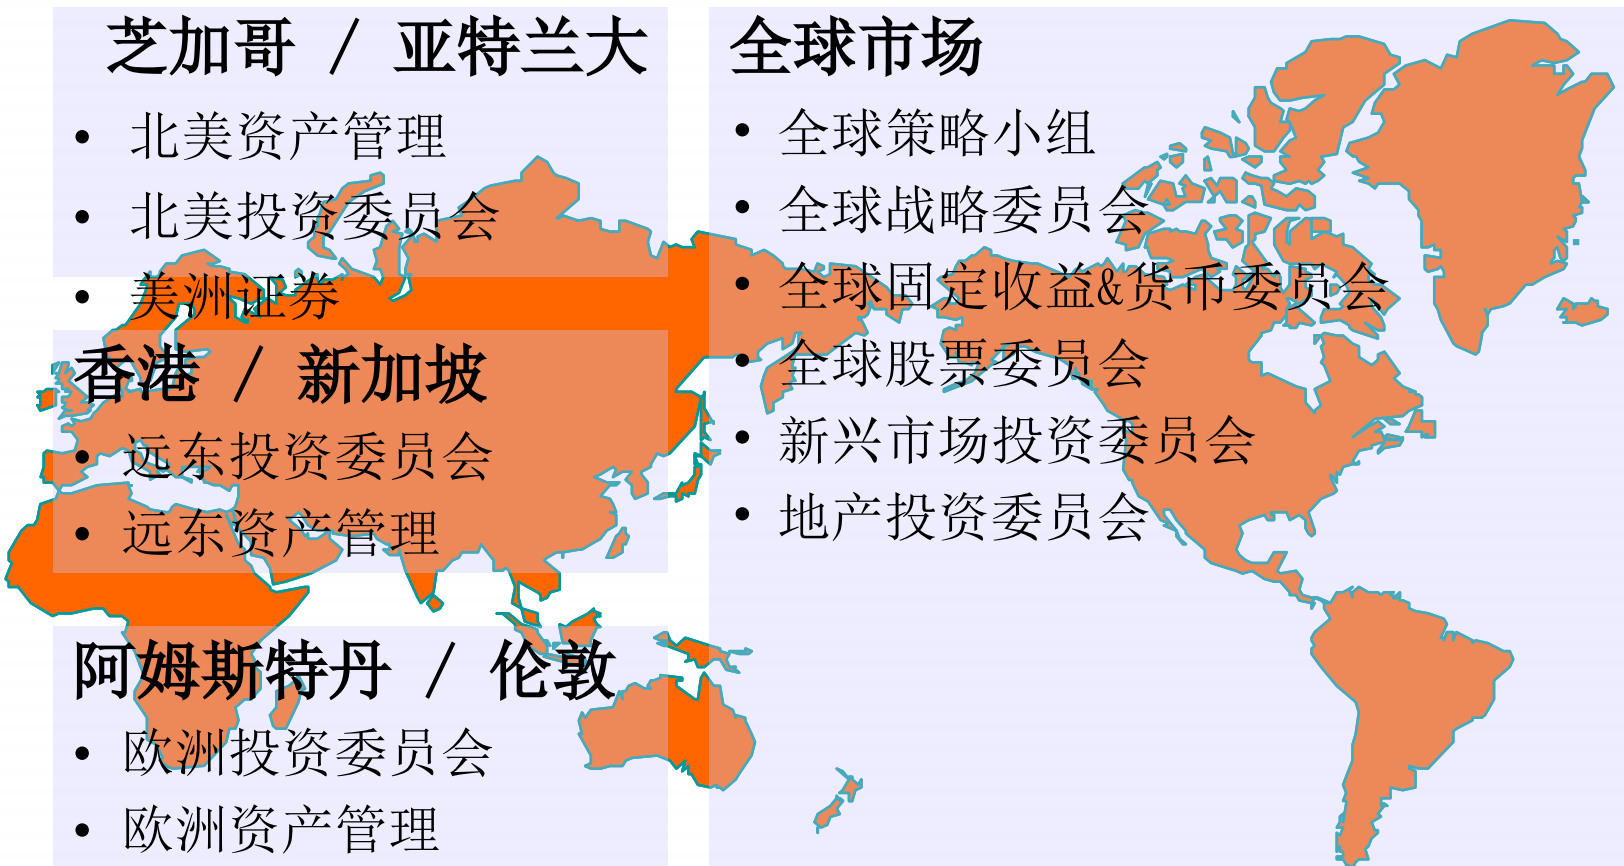 芝加哥 / 亚特兰大
• 北美资产管理
• 北美投资委员会
• 美洲证券
香港 / 新加坡
• 远东投资委员会
• 远东资产管理
阿姆斯特丹 / 伦敦
• 欧洲投资委员会
• 欧洲资产管理
全球市场
• 全球策略小组
• 全球战略委员会
• 全球固定收益&货币委员会
• 全球股票委员会
• 新兴市场投资委员会
• 地产投资委员会